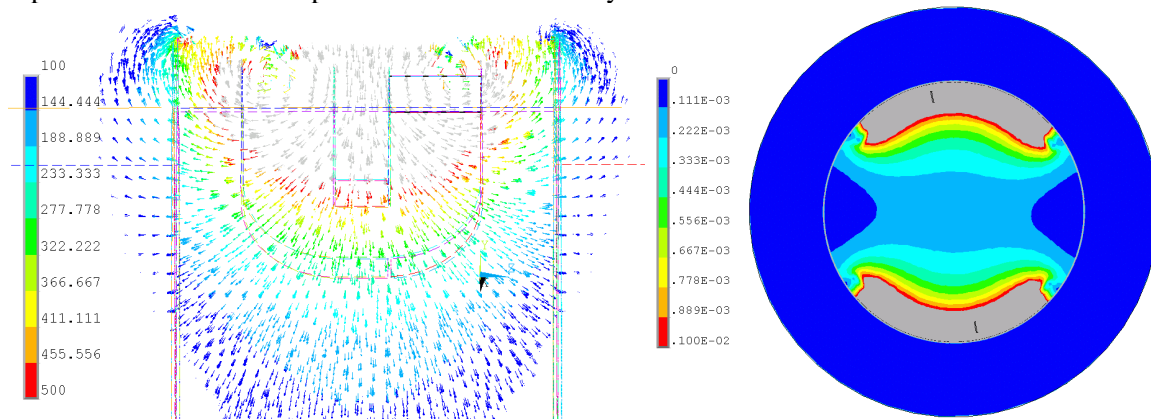 100
144.444
188.889
233.333
277.778
322.222
366.667
411.111
455.556
500
0
.111E-03
.222E-03
.333E-03
.444E-03
.556E-03
.667E-03
.778E-03
.889E-03
.100E-02